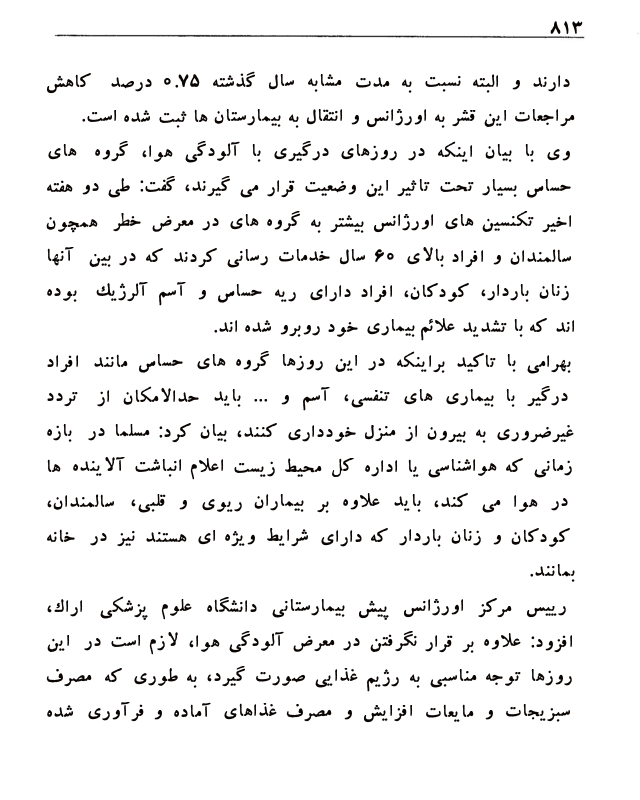 ۸۱۳
دارند و البته نسبت به مدت مشابه سال گذشته ۰.۷۵ درصد کاهش
مراجعات این قشر به اورژانس و انتقال به بیمارستان ها ثبت شده است.
وی با بیان اینکه در روزهای درگیری با آلودگی هوا، گروه های
حساس بسیار تحت تاثیر این وضعیت قرار می گیرند، گفت: طی دو هفته
اخیر تکنسین های اورژانس بیشتر به گروه های در معرض خطر همچون
سالمندان و افراد بالای ۶۰ سال خدمات رسانی کردند که در بین آنها
زنان باردار، کودکان، افراد دارای ریه حساس و آسم آلرژیك بوده
اند که با تشدید علائم بیماری خود روبرو شده اند.
بهرامی با تاکید براینکه در این روزها گروه های حساس مانند افراد
درگیر با بیماری های تنفسی، آسم و ... باید حدالامکان از تردد
غیرضروری به بیرون از منزل خودداری کنند، بیان کرد: مسلما در بازه
زمانی که هواشناسی یا اداره کل محیط زیست اعلام انباشت آلاینده ها
در هوا می کند، باید علاوه بر بیماران ریوی و قلبی، سالمندان،
کودکان و زنان باردار که دارای شرایط ویژه ای هستند نیز در خانه
بمانند.
رییس مرکز اورژانس پیش بیمارستانی دانشگاه علوم پزشکی اراك،
افزود: علاوه بر قرار نگرفتن در معرض آلودگی هوا، لازم است در این
روزها توجه مناسبی به رژیم غذایی صورت گیرد، به طوری که مصرف
سبزیجات و مایعات افزایش و مصرف غذاهای آماده و فرآوری شده